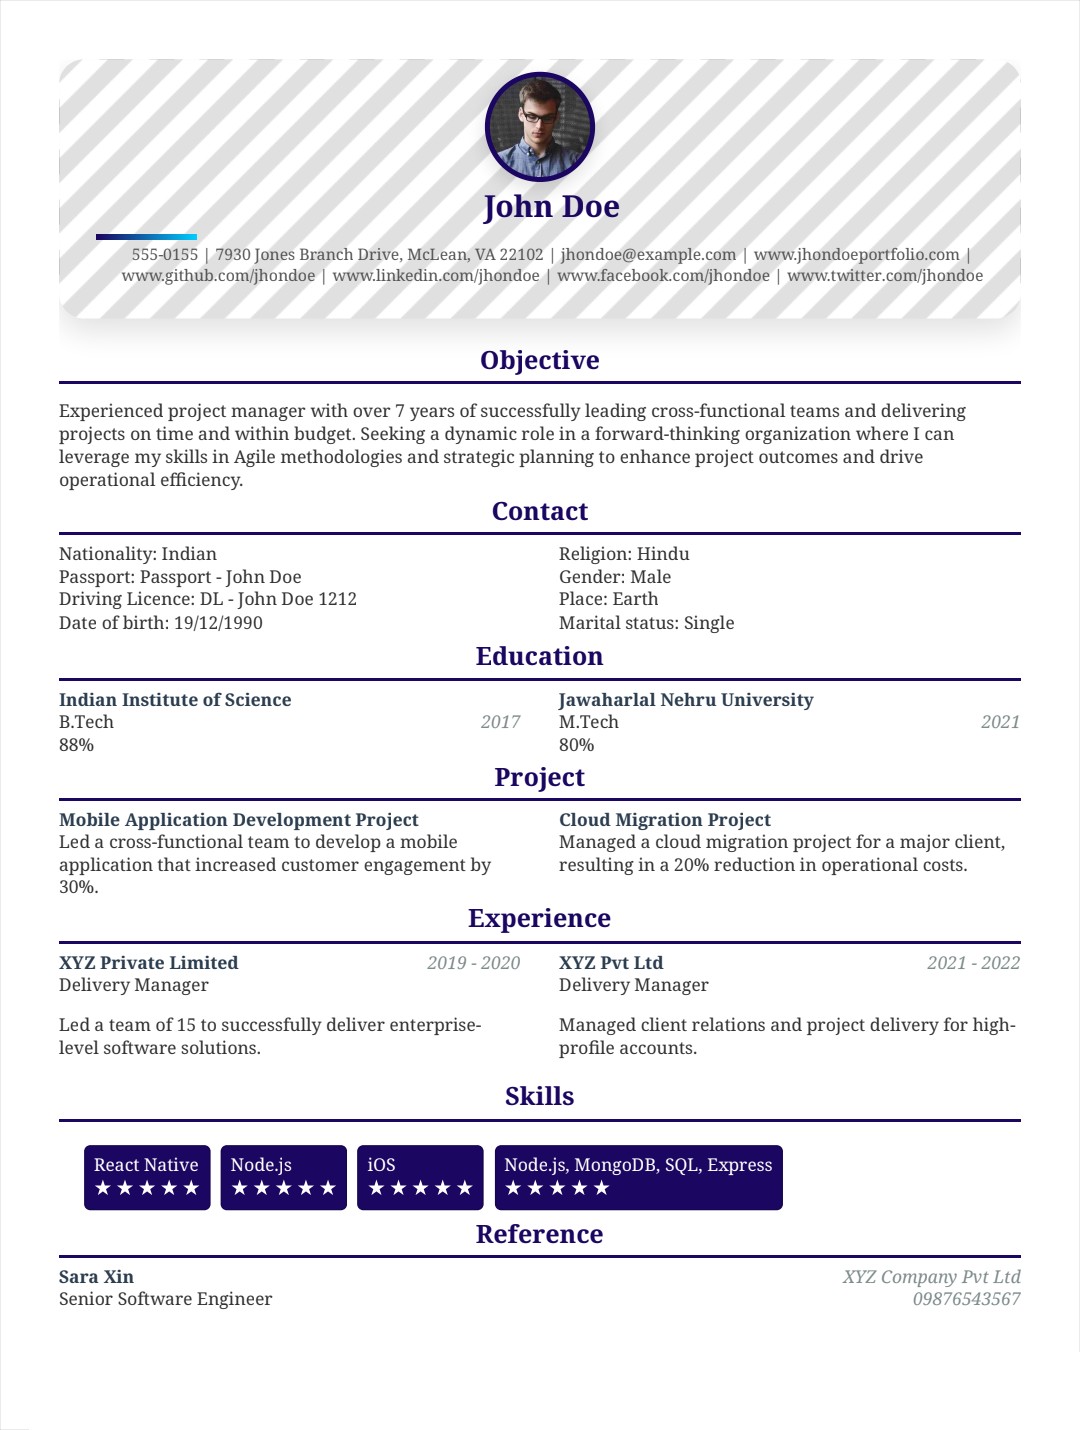 John Doe
555-0155 | 7930 Jones Branch Drive, McLean, VA 22102 | jhondoe@example.com | www.jhondoeportfolio.com |
www.github.com/jhondoe | www.linkedin.com/jhondoe | www.facebook.com/jhondoe | www.twitter.com/jhondoe
Objective
Experienced project manager with over 7 years of successfully leading cross-functional teams and delivering
projects on time and within budget. Seeking a dynamic role in a forward-thinking organization where I can
leverage my skills in Agile methodologies and strategic planning to enhance project outcomes and drive
operational efficiency.
Contact
Nationality: Indian
Passport: Passport - John Doe
Driving Licence: DL - John Doe 1212
Date of birth: 19/12/1990
Religion: Hindu
Gender: Male
Place: Earth
Marital status: Single
Education
Indian Institute of Science
B.Tech 2017
88%
Jawaharlal Nehru University
M.Tech 2021
80%
Project
Mobile Application Development Project
Led a cross-functional team to develop a mobile
application that increased customer engagement by
30%.
Cloud Migration Project
Managed a cloud migration project for a major client,
resulting in a 20% reduction in operational costs.
Experience
XYZ Private Limited 2019 - 2020
Delivery Manager
Led a team of 15 to successfully deliver enterprise-
level software solutions.
XYZ Pvt Ltd 2021 - 2022
Delivery Manager
Managed client relations and project delivery for high-
profile accounts.
Skills
React Native
★★★★★
Node.js
★★★★★
iOS
★★★★★
Node.js, MongoDB, SQL, Express
★★★★★
Reference
Sara Xin XYZ Company Pvt Ltd
Senior Software Engineer 09876543567